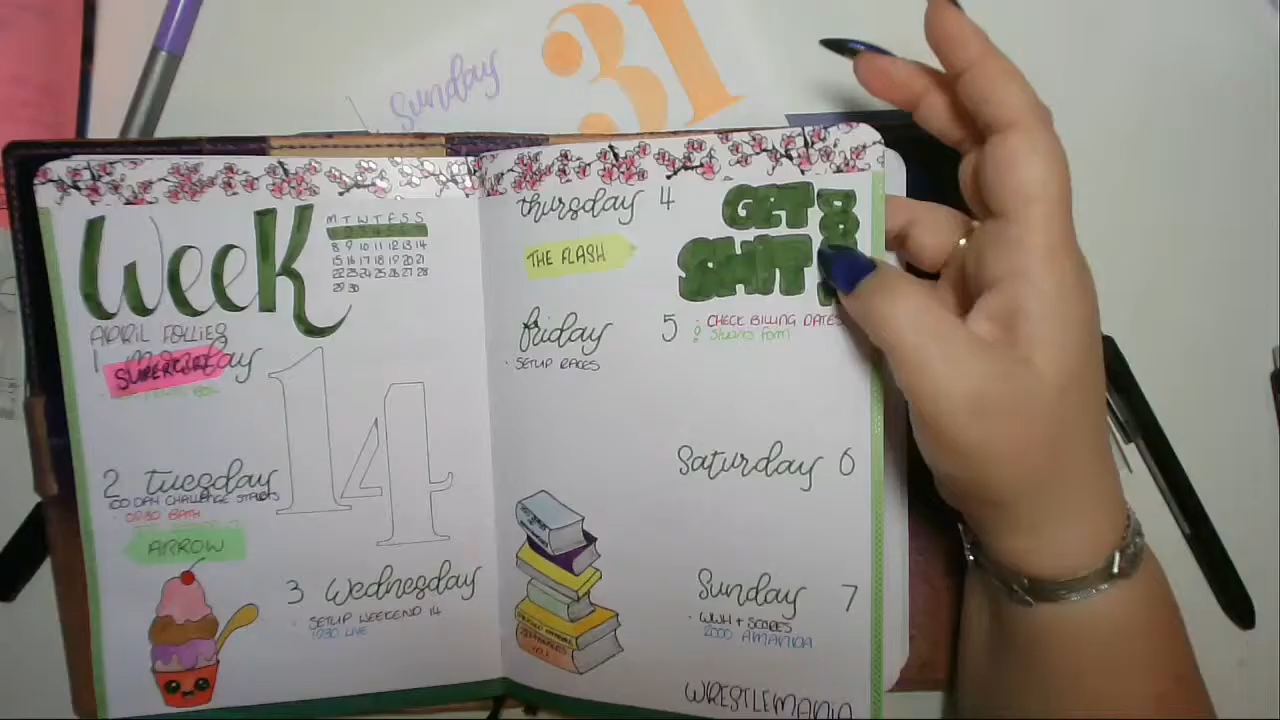 Sunday
31
Week
M T W T F S S
8 9 10 11 12 13 14
15 16 17 18 19 20 21
22 23 24 25 26 27 28
29 30
APRIL FOLLIES
1 monday
SUPERGIRL
14
2 tuesday
100 DAY CHALLENGE STARTS
· 0730 BATH
ARROW
3 wednesday
· SETUP WEEKEND 14
1930 LIVE
thursday 4
THE FLASH
GET
SHIT
friday 5
· SETUP RACES
· CHECK BILLING DATES
Saturday 6
Sunday 7
· WWH + SCORES
2000 AMANDA
WRESTLEMANIA